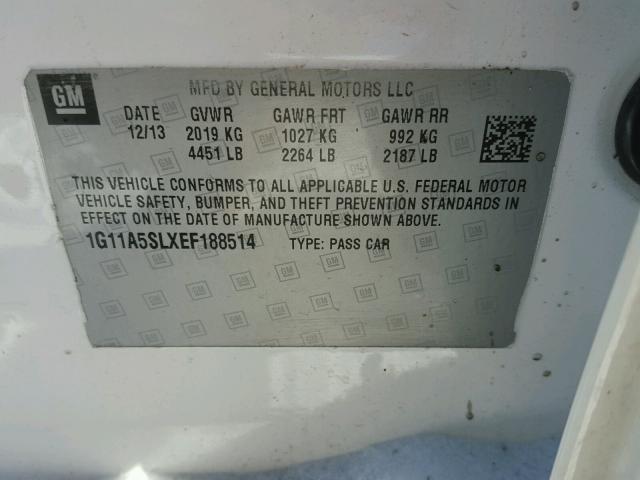 GM
MFD BY GENERAL MOTORS LLC
DATE GVWR GAWR FRT GAWR RR
12/13 2019 KG 1027 KG 992 KG
4451 LB 2264 LB 2187 LB
THIS VEHICLE CONFORMS TO ALL APPLICABLE U.S. FEDERAL MOTOR
VEHICLE SAFETY, BUMPER, AND THEFT PREVENTION STANDARDS IN
EFFECT ON THE DATE OF MANUFACTURE SHOWN ABOVE.
1G11A5SLXEF188514 TYPE: PASS CAR